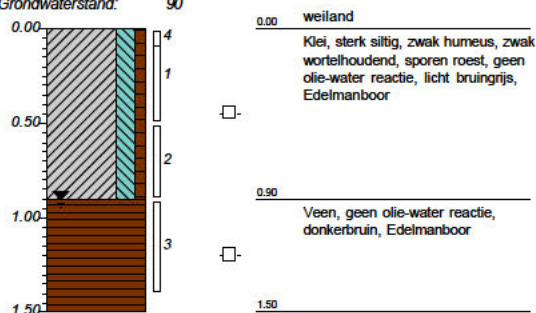 Grondwaterstand: 90
0.00
0.50
1.00
1.50
4
1
2
3
0.00 weiland
Klei, sterk siltig, zwak humeus, zwak
wortelhoudend, sporen roest, geen
olie-water reactie, licht bruingrijs,
Edelmanboor
0.90
Veen, geen olie-water reactie,
donkerbruin, Edelmanboor
1.50